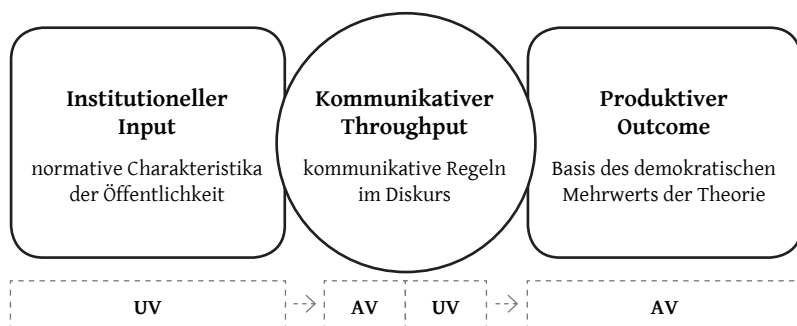 Institutioneller
Input
normative Charakteristika
der Öffentlichkeit
Kommunikativer
Throughput
kommunikative Regeln
im Diskurs
Produktiver
Outcome
Basis des demokratischen
Mehrwerts der Theorie
UV
AV
UV
AV